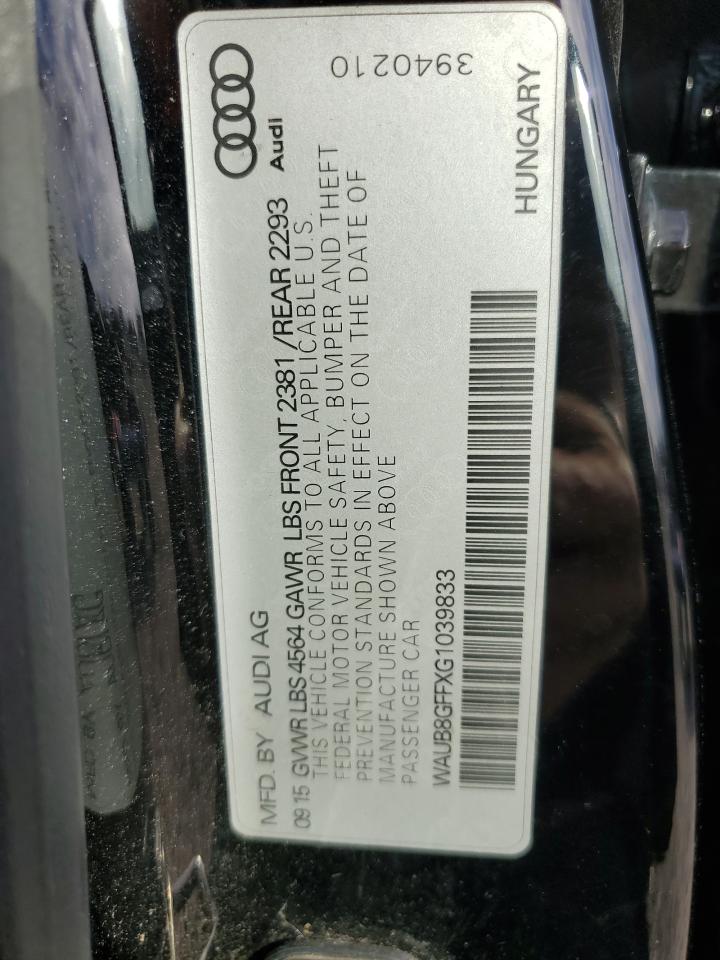 MFD. BY AUDI AG
Audi
0915 GVWR LBS 4564 GAWR LBS FRONT 2381 /REAR 2293
THIS VEHICLE CONFORMS TO ALL APPLICABLE U.S.
FEDERAL MOTOR VEHICLE SAFETY, BUMPER AND THEFT
PREVENTION STANDARDS IN EFFECT ON THE DATE OF
MANUFACTURE SHOWN ABOVE
PASSENGER CAR
WAUB8GFFXG1039833
HUNGARY
3940210